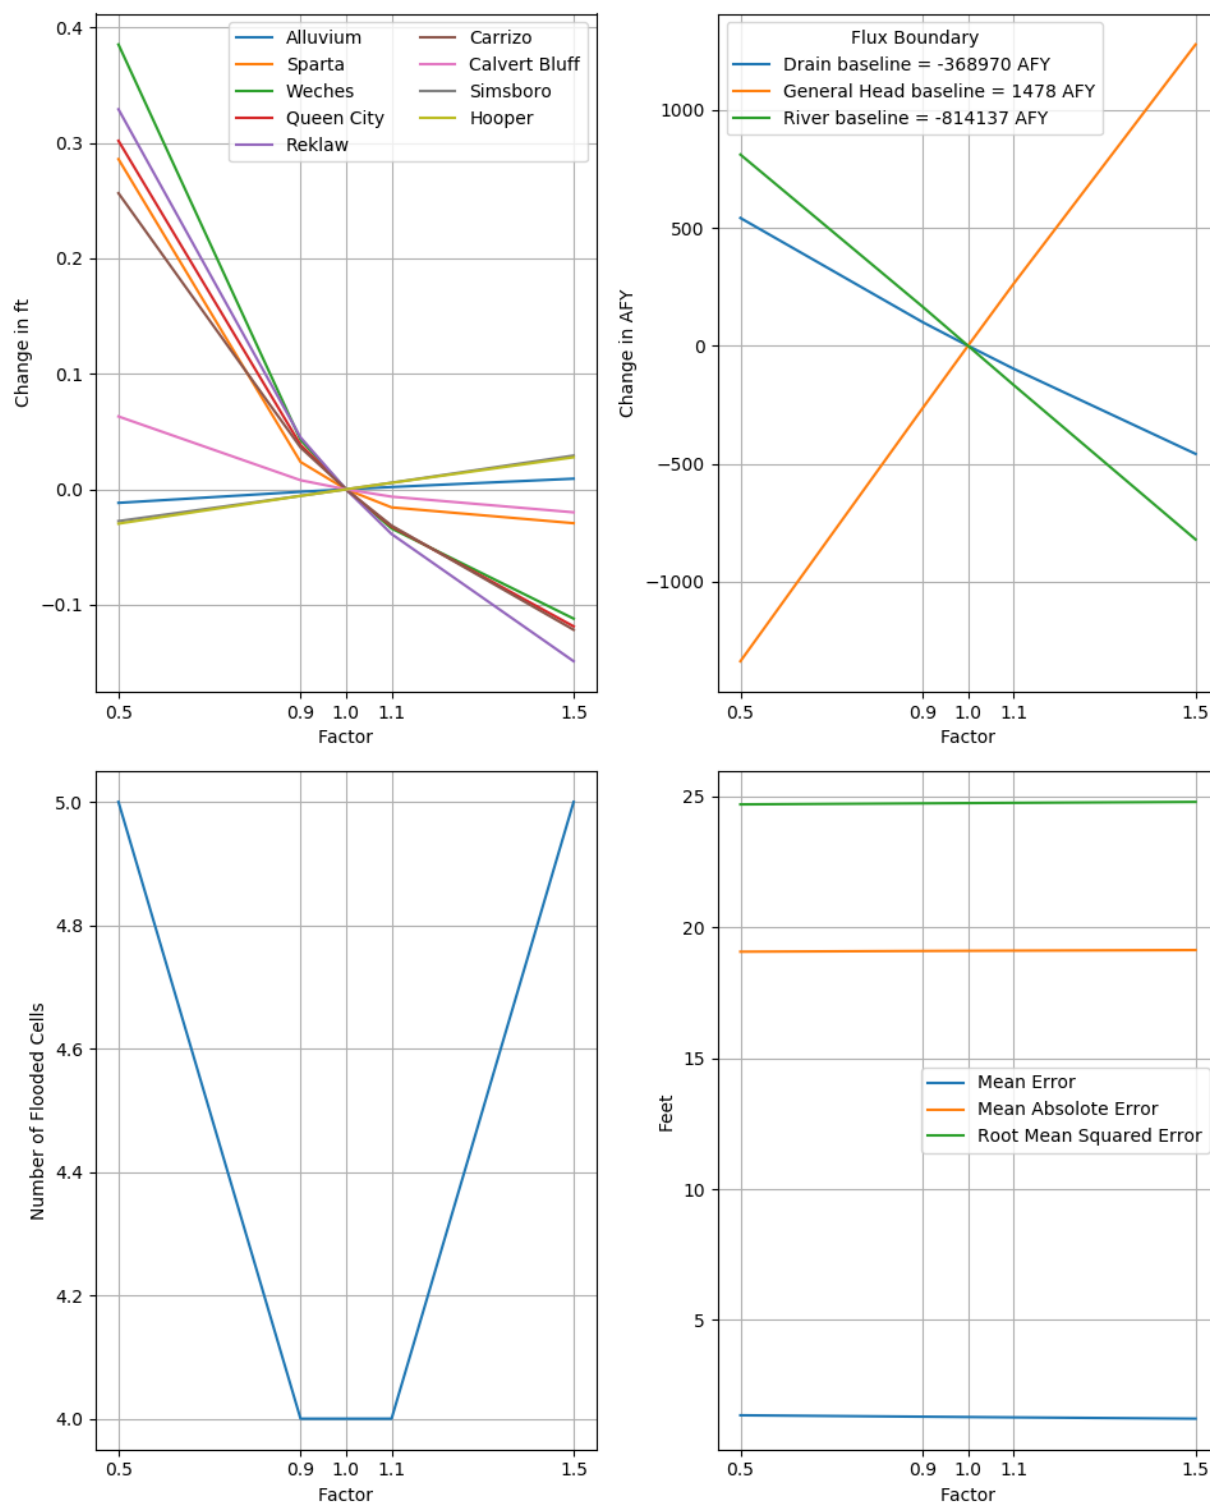 Alluvium
Sparta
Weches
Queen City
Reklaw
Carrizo
Calvert Bluff
Simsboro
Hooper
0.4
0.3
0.2
0.1
0.0
−0.1
Change in ft
0.5 0.9 1.0 1.1 1.5
Factor
Flux Boundary
Drain baseline = -368970 AFY
General Head baseline = 1478 AFY
River baseline = -814137 AFY
1000
500
0
−500
−1000
Change in AFY
0.5 0.9 1.0 1.1 1.5
Factor
5.0
4.8
4.6
4.4
4.2
4.0
Number of Flooded Cells
0.5 0.9 1.0 1.1 1.5
Factor
25
20
15
10
5
Feet
Mean Error
Mean Absolote Error
Root Mean Squared Error
0.5 0.9 1.0 1.1 1.5
Factor